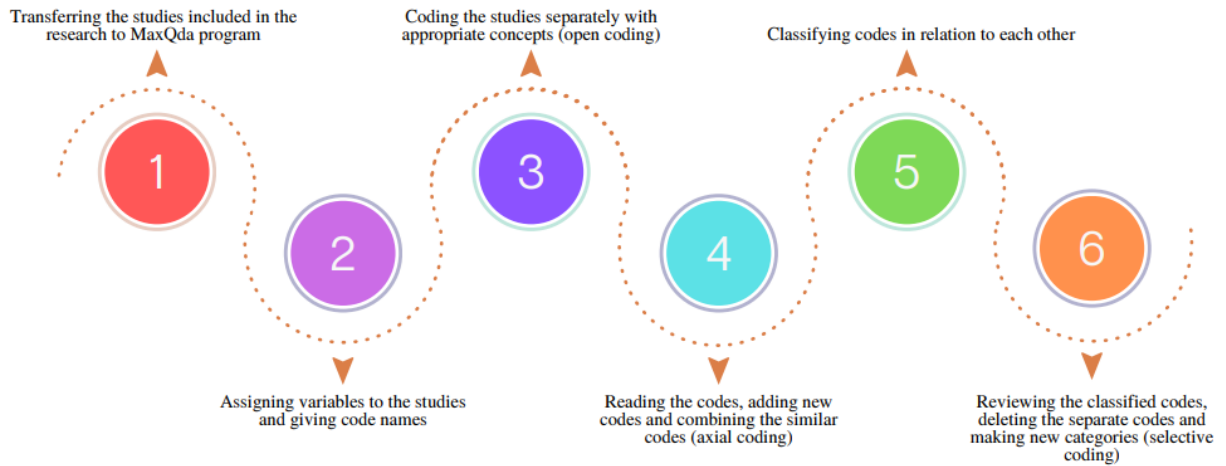 Transferring the studies included in the
research to MaxQda program
Coding the studies separately with
appropriate concepts (open coding)
Classifying codes in relation to each other
1
2
3
4
5
6
Assigning variables to the studies
and giving code names
Reading the codes, adding new
codes and combining the similar
codes (axial coding)
Reviewing the classified codes,
deleting the separate codes and
making new categories (selective
coding)